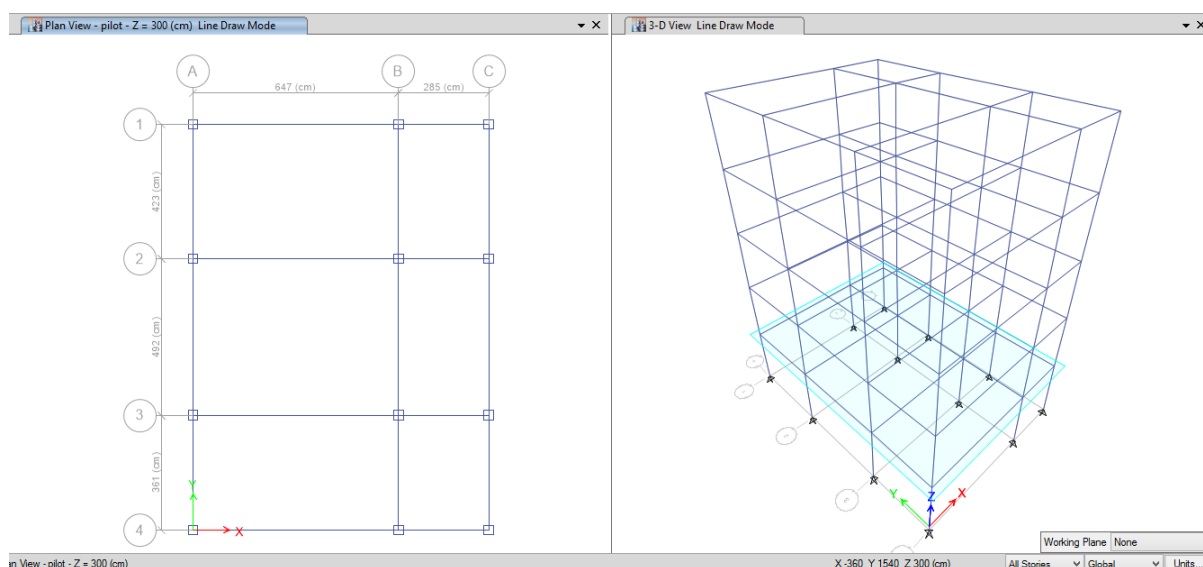 Plan View - pilot - Z = 300 (cm)  Line Draw Mode
A
B
C
647 (cm)
285 (cm)
1
423 (cm)
2
492 (cm)
3
361 (cm)
Y
X
4
3-D View  Line Draw Mode
Y
Z
X
Working Plane None
an View - pilot - Z = 300 (cm)
X -360  Y 1540  Z 300 (cm)
All Stories
Global
Units...